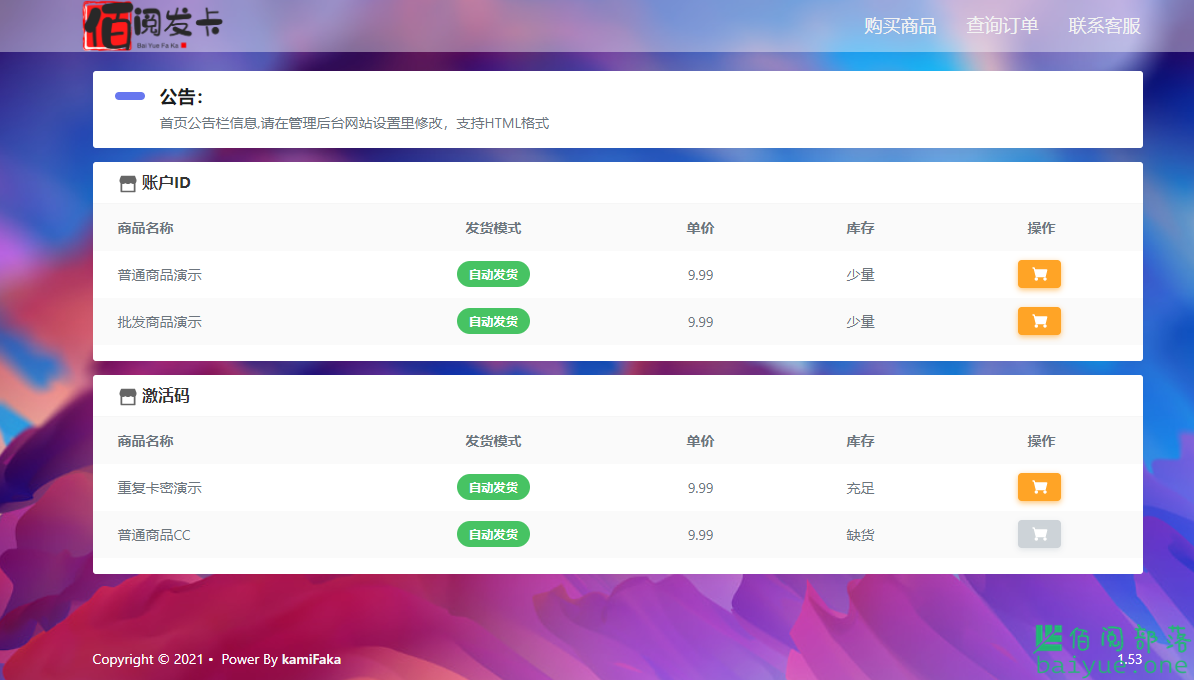 佰阅发卡
Bai Yue Fa Ka
购买商品 查询订单 联系客服
公告：
首页公告栏信息,请在管理后台网站设置里修改，支持HTML格式
账户ID
商品名称 发货模式 单价 库存 操作
普通商品演示 自动发货 9.99 少量
批发商品演示 自动发货 9.99 少量
激活码
商品名称 发货模式 单价 库存 操作
重复卡密演示 自动发货 9.99 充足
普通商品CC 自动发货 9.99 缺货
Copyright © 2021 • Power By kamiFaka
1.53
佰阅部落
baiyue.one